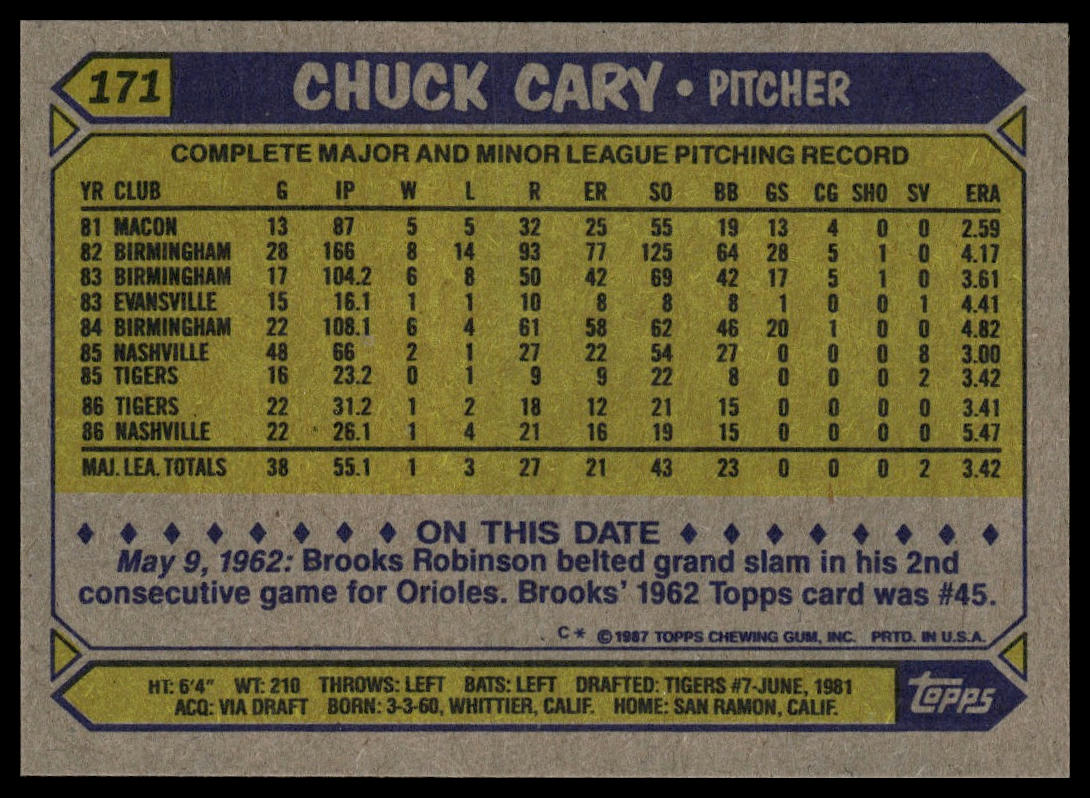 171 CHUCK CARY • PITCHER
COMPLETE MAJOR AND MINOR LEAGUE PITCHING RECORD
YR CLUB G IP W L R ER SO BB GS CG SHO SV ERA
81 MACON 13 87 5 5 32 25 55 19 13 4 0 0 2.59
82 BIRMINGHAM 28 166 8 14 93 77 125 64 28 5 1 0 4.17
83 BIRMINGHAM 17 104.2 6 8 50 42 69 42 17 5 1 0 3.61
83 EVANSVILLE 15 16.1 1 1 10 8 8 8 1 0 0 1 4.41
84 BIRMINGHAM 22 108.1 6 4 61 58 62 46 20 1 0 0 4.82
85 NASHVILLE 48 66 2 1 27 22 54 27 0 0 0 8 3.00
85 TIGERS 16 23.2 0 1 9 9 22 8 0 0 0 2 3.42
86 TIGERS 22 31.2 1 2 18 12 21 15 0 0 0 0 3.41
86 NASHVILLE 22 26.1 1 4 21 16 19 15 0 0 0 0 5.47
MAJ. LEA. TOTALS 38 55.1 1 3 27 21 43 23 0 0 0 2 3.42
ON THIS DATE
May 9, 1962: Brooks Robinson belted grand slam in his 2nd
consecutive game for Orioles. Brooks' 1962 Topps card was #45.
C* ©1987 TOPPS CHEWING GUM, INC. PRTD. IN U.S.A.
HT: 6'4" WT: 210 THROWS: LEFT BATS: LEFT DRAFTED: TIGERS #7-JUNE, 1981
ACQ: VIA DRAFT BORN: 3-3-60, WHITTIER, CALIF. HOME: SAN RAMON, CALIF.
topps